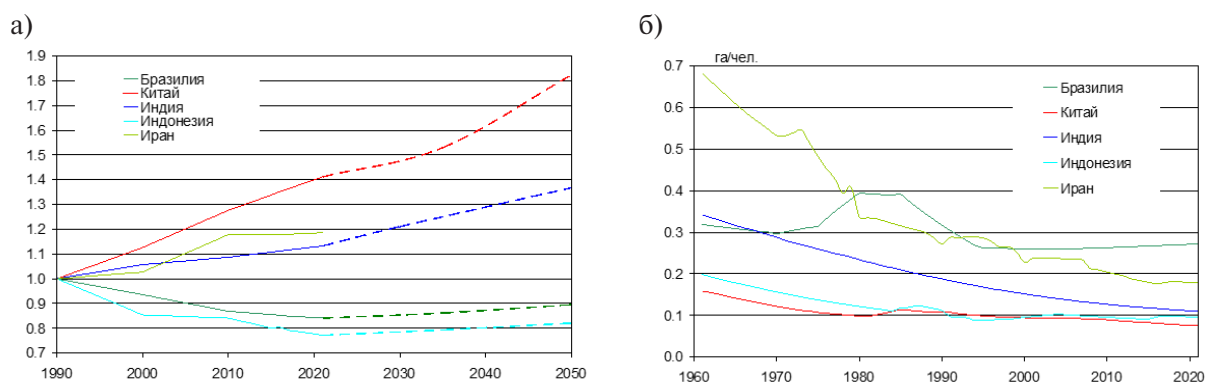 а)
1.9
1.8
1.7
1.6
1.5
1.4
1.3
1.2
1.1
1.0
0.9
0.8
0.7
Бразилия
Китай
Индия
Индонезия
Иран
1990 2000 2010 2020 2030 2040 2050
б)
га/чел.
0.7
0.6
0.5
0.4
0.3
0.2
0.1
0.0
Бразилия
Китай
Индия
Индонезия
Иран
1960 1970 1980 1990 2000 2010 2020